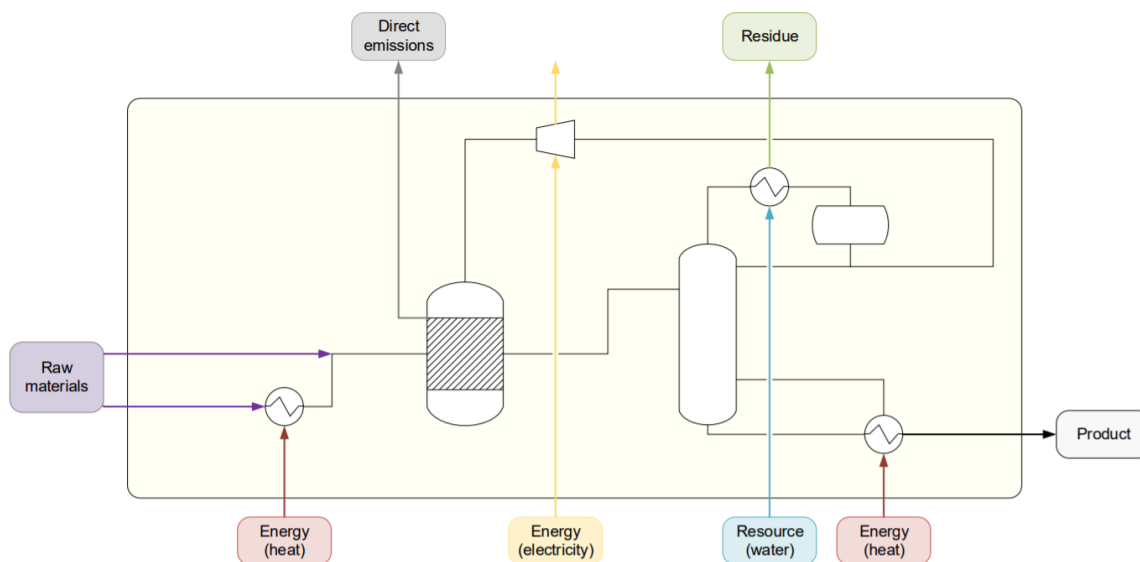 Direct
emissions
Residue
Raw
materials
Product
Energy
(heat)
Energy
(electricity)
Resource
(water)
Energy
(heat)